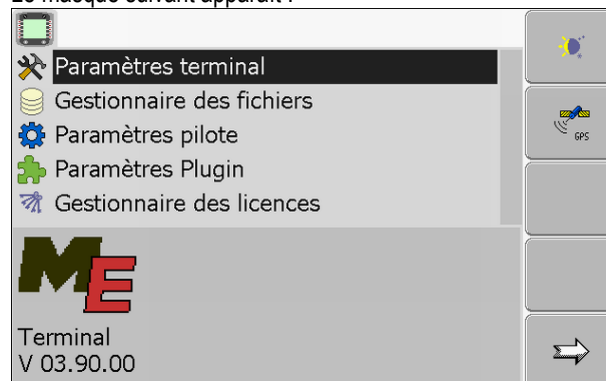 Le masque suivant apparaît :
Paramètres terminal
Gestionnaire des fichiers
Paramètres pilote
Paramètres Plugin
Gestionnaire des licences
GPS
ME
Terminal
V 03.90.00